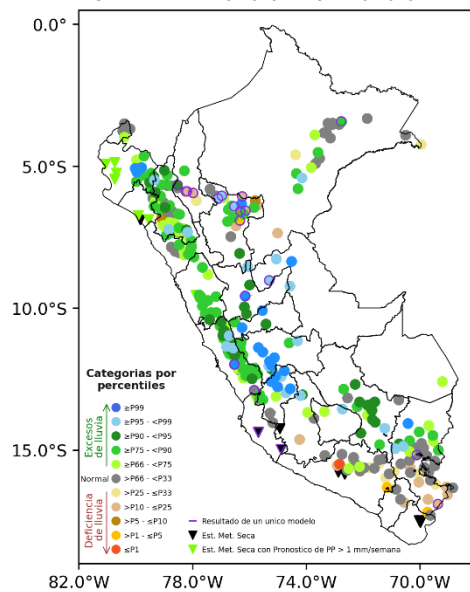 0.0°
5.0°S
10.0°S
15.0°S
Categorias por
percentiles
Excesos
de lluvia
Normal
Deficiencia
de lluvia
≥P99
≥P95 - <P99
≥P90 - <P95
≥P75 - <P90
≥P66 - <P75
>P66 - <P33
>P25 - ≤P33
>P10 - ≤P25
>P5 - ≤P10
>P1 - ≤P5
≤P1
Resultado de un unico modelo
Est. Met. Seca
Est. Met. Seca con Pronostico de PP > 1 mm/semana
82.0°W 78.0°W 74.0°W 70.0°W